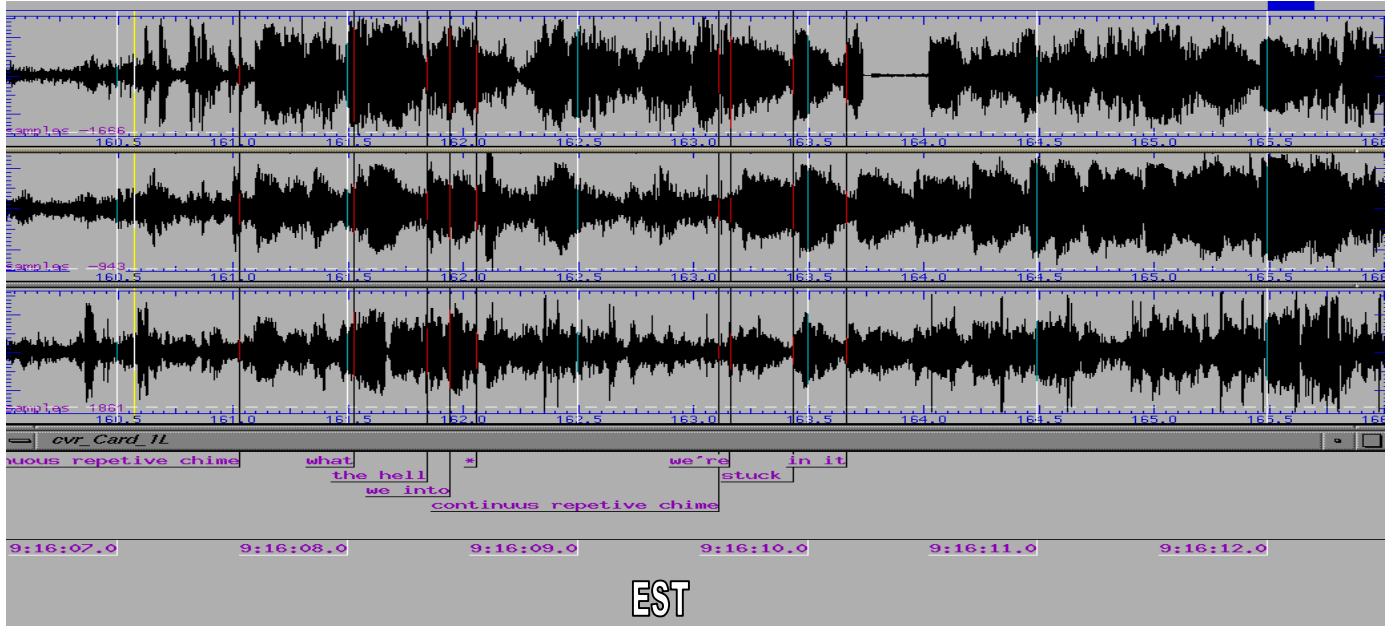 samples -1686
160.5 161.0 161.5 162.0 162.5 163.0 163.5 164.0 164.5 165.0 165.5 166
samples -943
160.5 161.0 161.5 162.0 162.5 163.0 163.5 164.0 164.5 165.0 165.5 166
samples 1861
160.5 161.0 161.5 162.0 162.5 163.0 163.5 164.0 164.5 165.0 165.5 166
cvr_Card_1L
nuous repetive chime what * we're in it
the hell stuck
we into
continuus repetive chime
9:16:07.0 9:16:08.0 9:16:09.0 9:16:10.0 9:16:11.0 9:16:12.0
EST